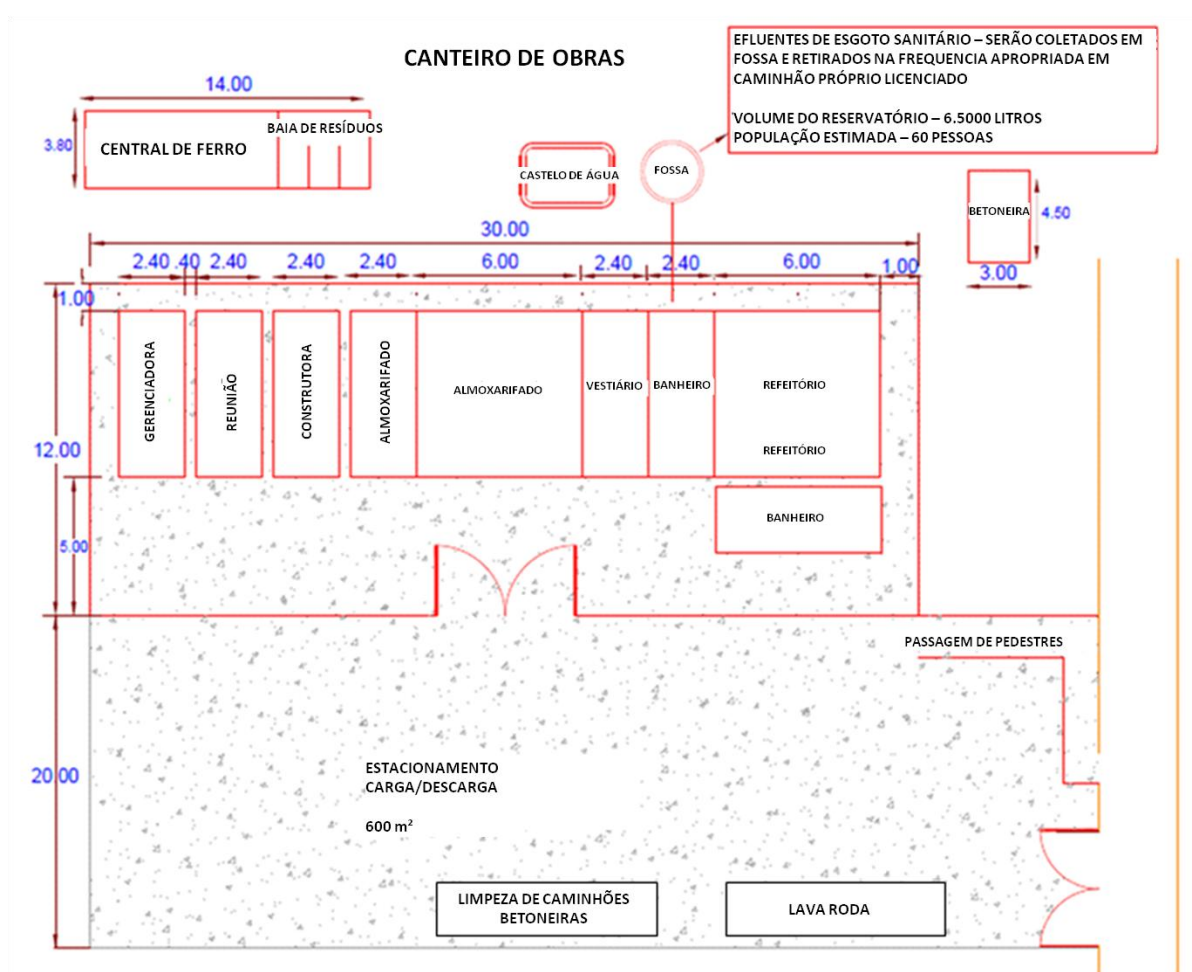 CANTEIRO DE OBRAS
EFLUENTES DE ESGOTO SANITÁRIO – SERÃO COLETADOS EM
FOSSA E RETIRADOS NA FREQUENCIA APROPRIADA EM
CAMINHÃO PRÓPRIO LICENCIADO
VOLUME DO RESERVATÓRIO – 6.5000 LITROS
POPULAÇÃO ESTIMADA – 60 PESSOAS
14.00
3.80
CENTRAL DE FERRO
BAIA DE RESÍDUOS
CASTELO DE ÁGUA
FOSSA
BETONEIRA
4.50
3.00
30.00
2.40 .40 2.40 2.40 2.40 6.00 2.40 2.40 6.00 1.00
1.00
GERENCIADORA
REUNIÃO
CONSTRUTORA
ALMOXARIFADO
ALMOXARIFADO
VESTIÁRIO
BANHEIRO
REFEITÓRIO
REFEITÓRIO
12.00
5.00
BANHEIRO
PASSAGEM DE PEDESTRES
20.00
ESTACIONAMENTO
CARGA/DESCARGA
600 m²
LIMPEZA DE CAMINHÕES
BETONEIRAS
LAVA RODA